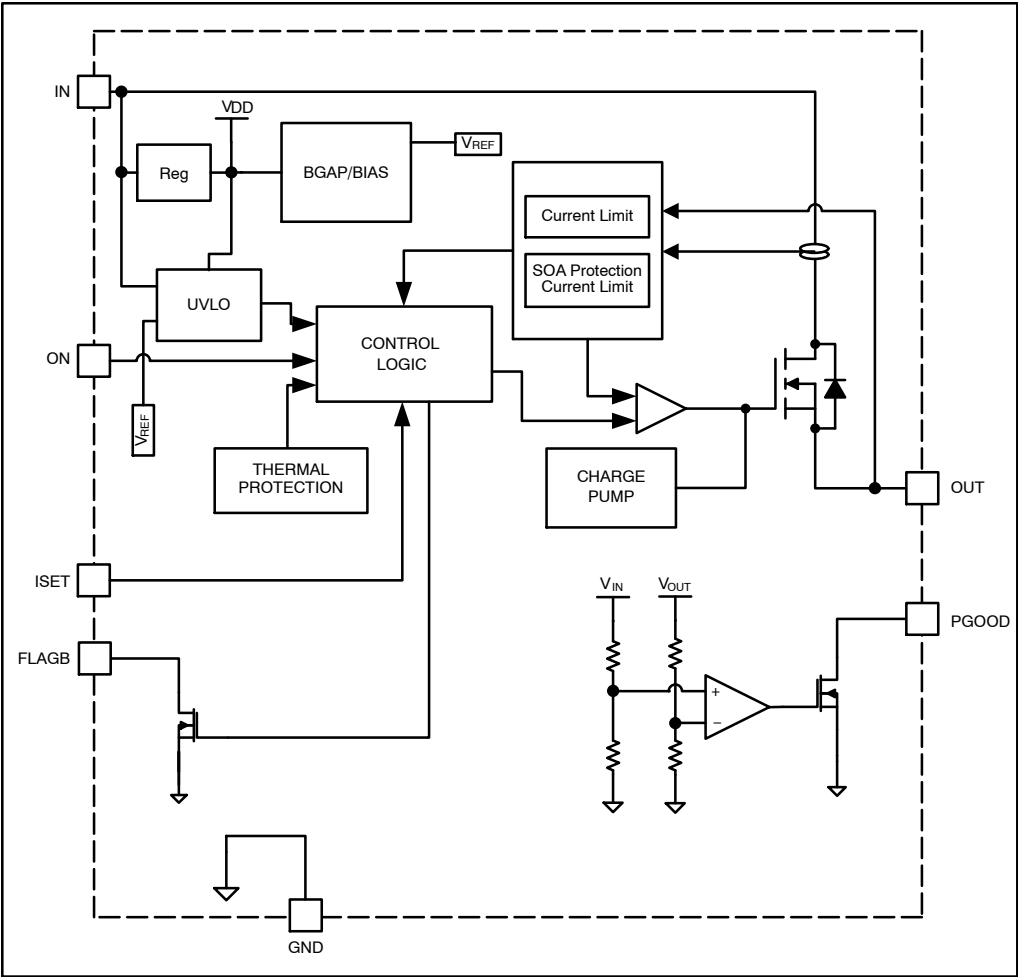 IN
VDD
Reg
BGAP/BIAS
VREF
Current Limit
SOA Protection
Current Limit
UVLO
ON
CONTROL
LOGIC
VREF
THERMAL
PROTECTION
CHARGE
PUMP
OUT
ISET
VIN
VOUT
PGOOD
FLAGB
+
−
GND